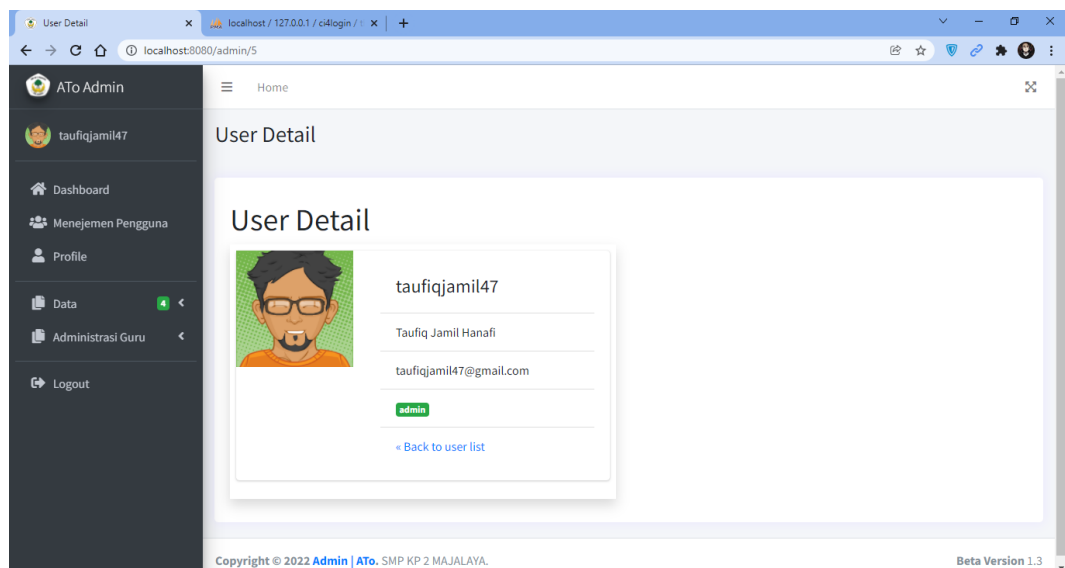 User Detail
localhost / 127.0.0.1 / ci4login /
localhost:8080/admin/5
ATo Admin
Home
taufiqjamil47
User Detail
Dashboard
Menejemen Pengguna
Profile
Data 4
Administrasi Guru
Logout
User Detail
taufiqjamil47
Taufiq Jamil Hanafi
taufiqjamil47@gmail.com
admin
« Back to user list
Copyright © 2022 Admin | ATo. SMP KP 2 MAJALAYA.
Beta Version 1.3